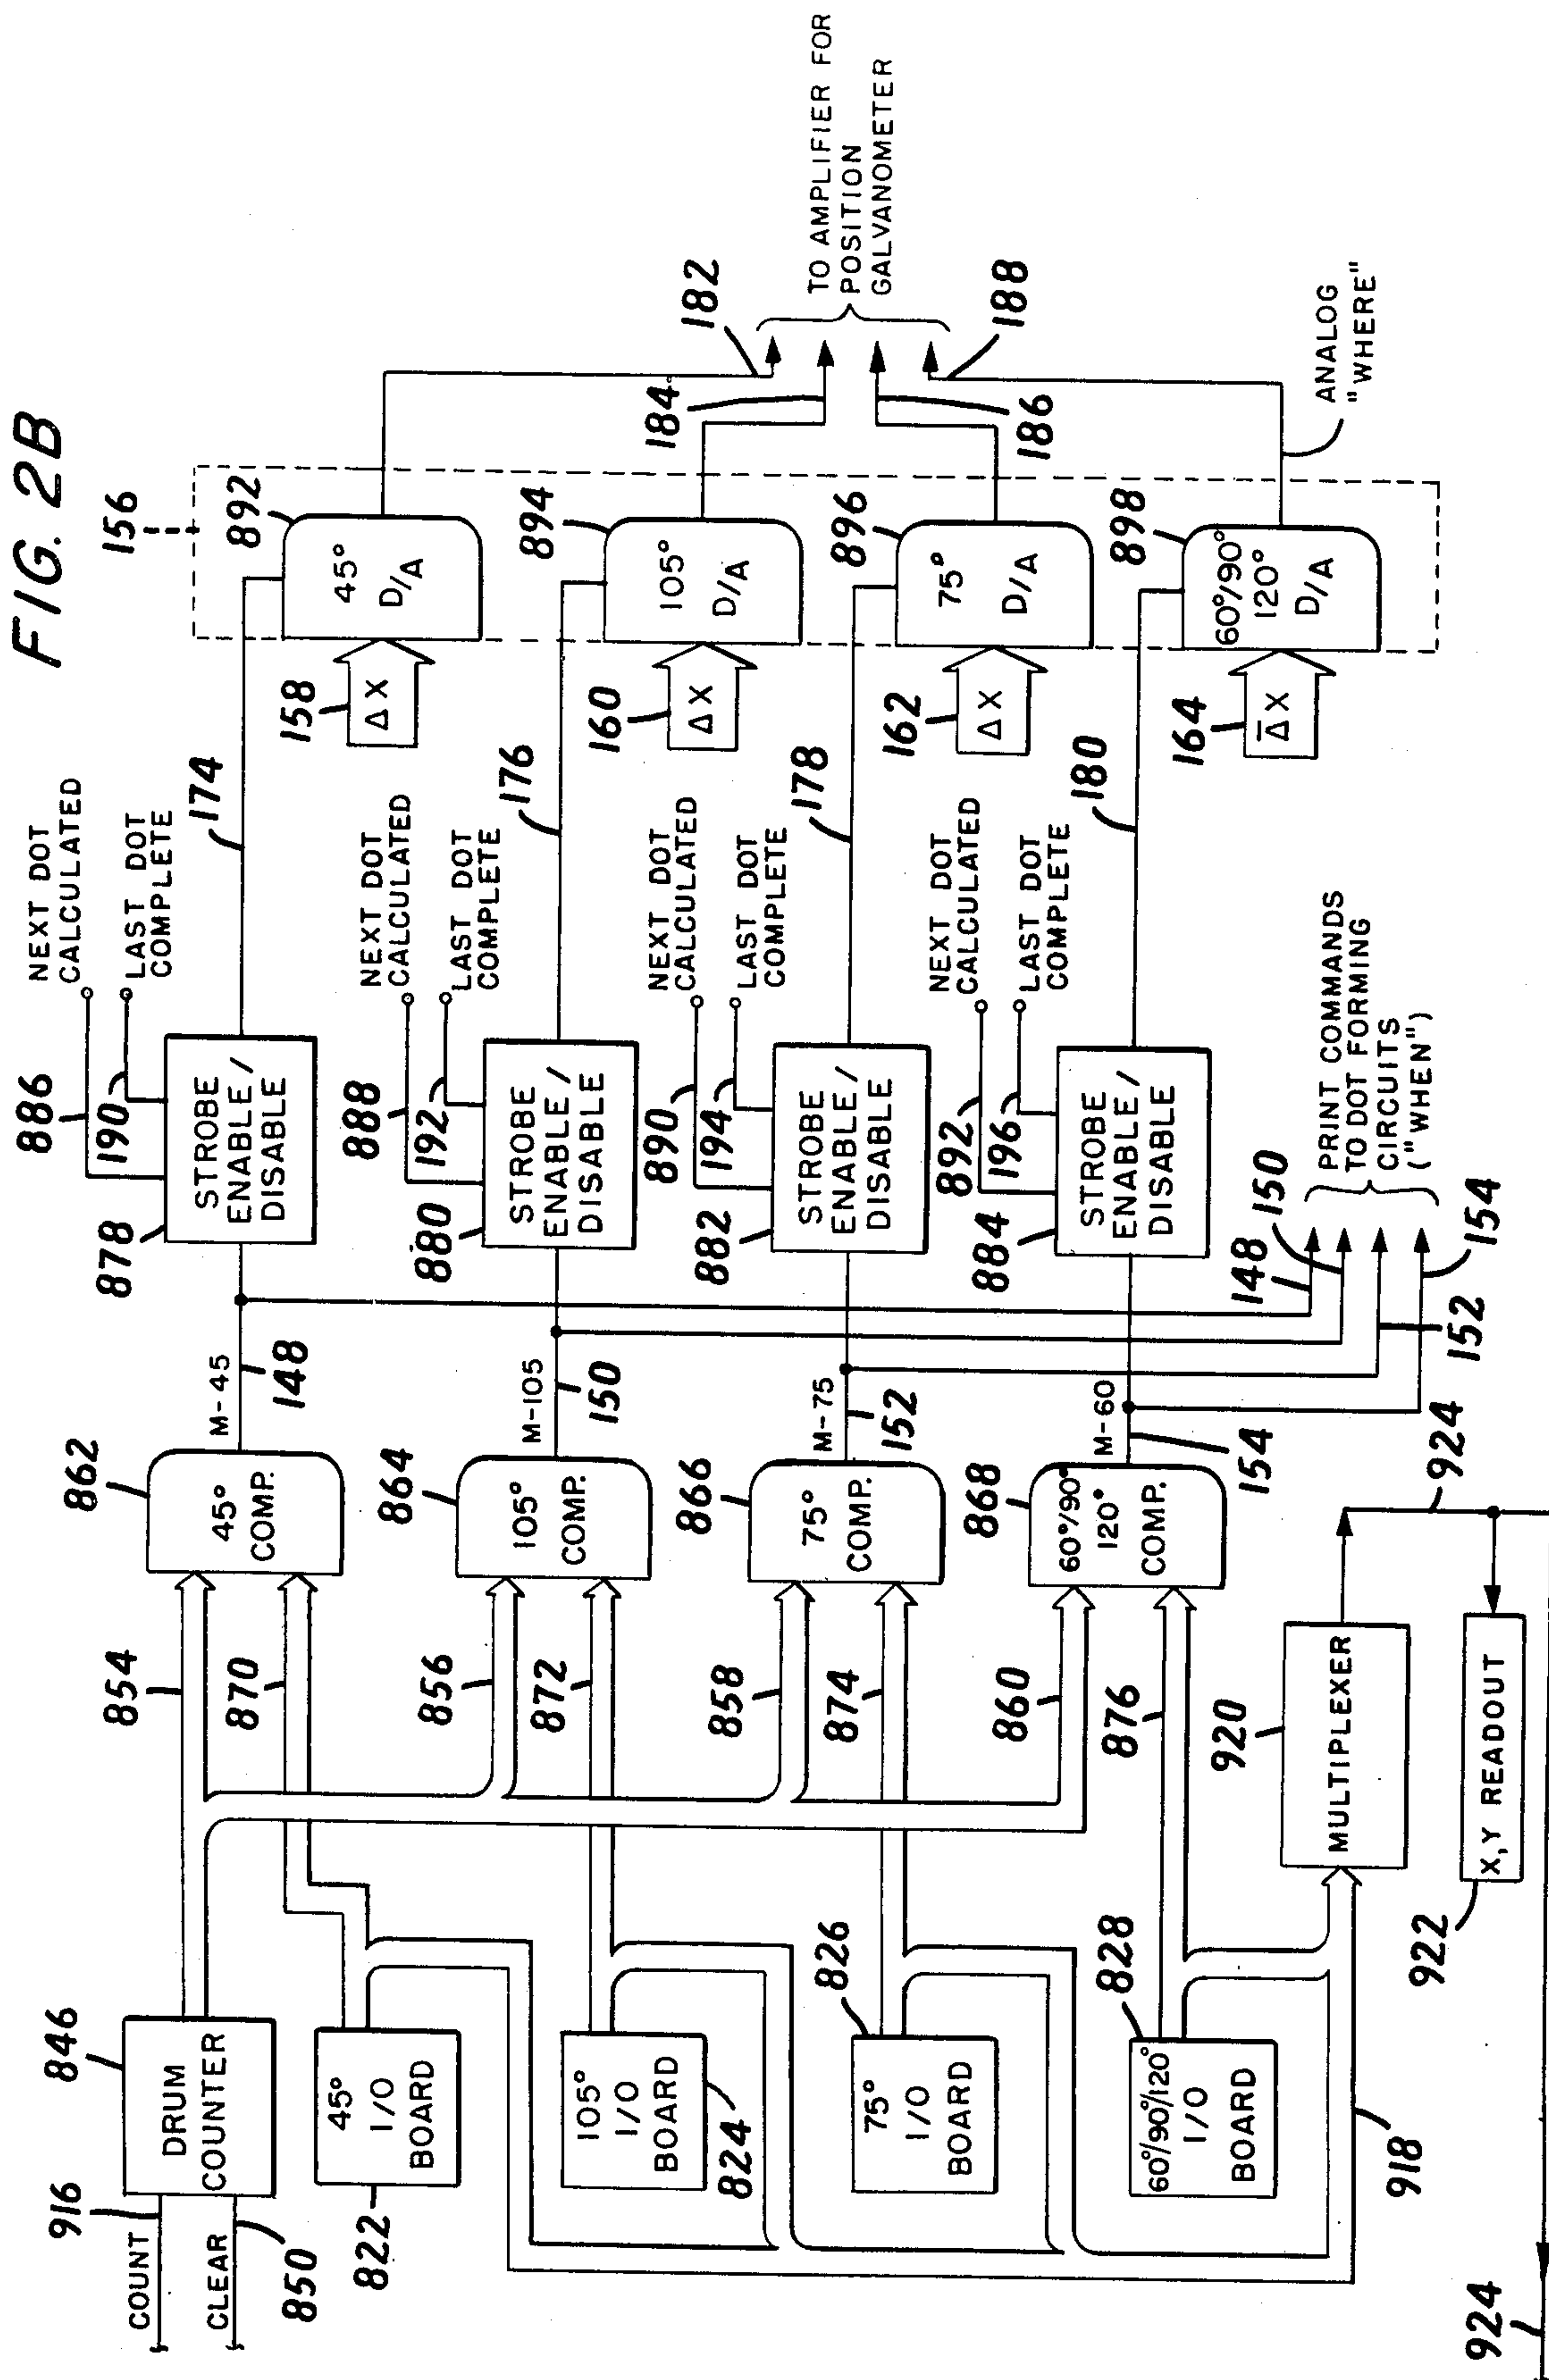 FIG. 2B
COUNT
916
CLEAR
850
846
DRUM
COUNTER
822
45°
I/O
BOARD
105°
I/O
BOARD
824
826
75°
I/O
BOARD
828
60°/90°/120°
I/O
BOARD
918
854
870
856
872
858
874
860
876
920
MULTIPLEXER
922
X,Y READOUT
924
924
862
45°
COMP.
864
105°
COMP.
866
75°
COMP.
868
60°/90°
120°
COMP.
M-45
148
M-105
150
M-75
152
M-60
154
878
STROBE
ENABLE/
DISABLE
880
STROBE
ENABLE/
DISABLE
882
STROBE
ENABLE/
DISABLE
884
STROBE
ENABLE/
DISABLE
886
190
NEXT DOT
CALCULATED
LAST DOT
COMPLETE
888
192
NEXT DOT
CALCULATED
LAST DOT
COMPLETE
890
194
NEXT DOT
CALCULATED
LAST DOT
COMPLETE
892
196
NEXT DOT
CALCULATED
LAST DOT
COMPLETE
148
150
152
154
PRINT COMMANDS
TO DOT FORMING
CIRCUITS
("WHEN")
174
176
178
180
158
ΔX
160
ΔX
162
ΔX
164
Δ̄X
156
892
45°
D/A
894
105°
D/A
896
75°
D/A
898
60°/90°
120°
D/A
182
184
186
188
TO AMPLIFIER FOR
POSITION
GALVANOMETER
ANALOG
"WHERE"